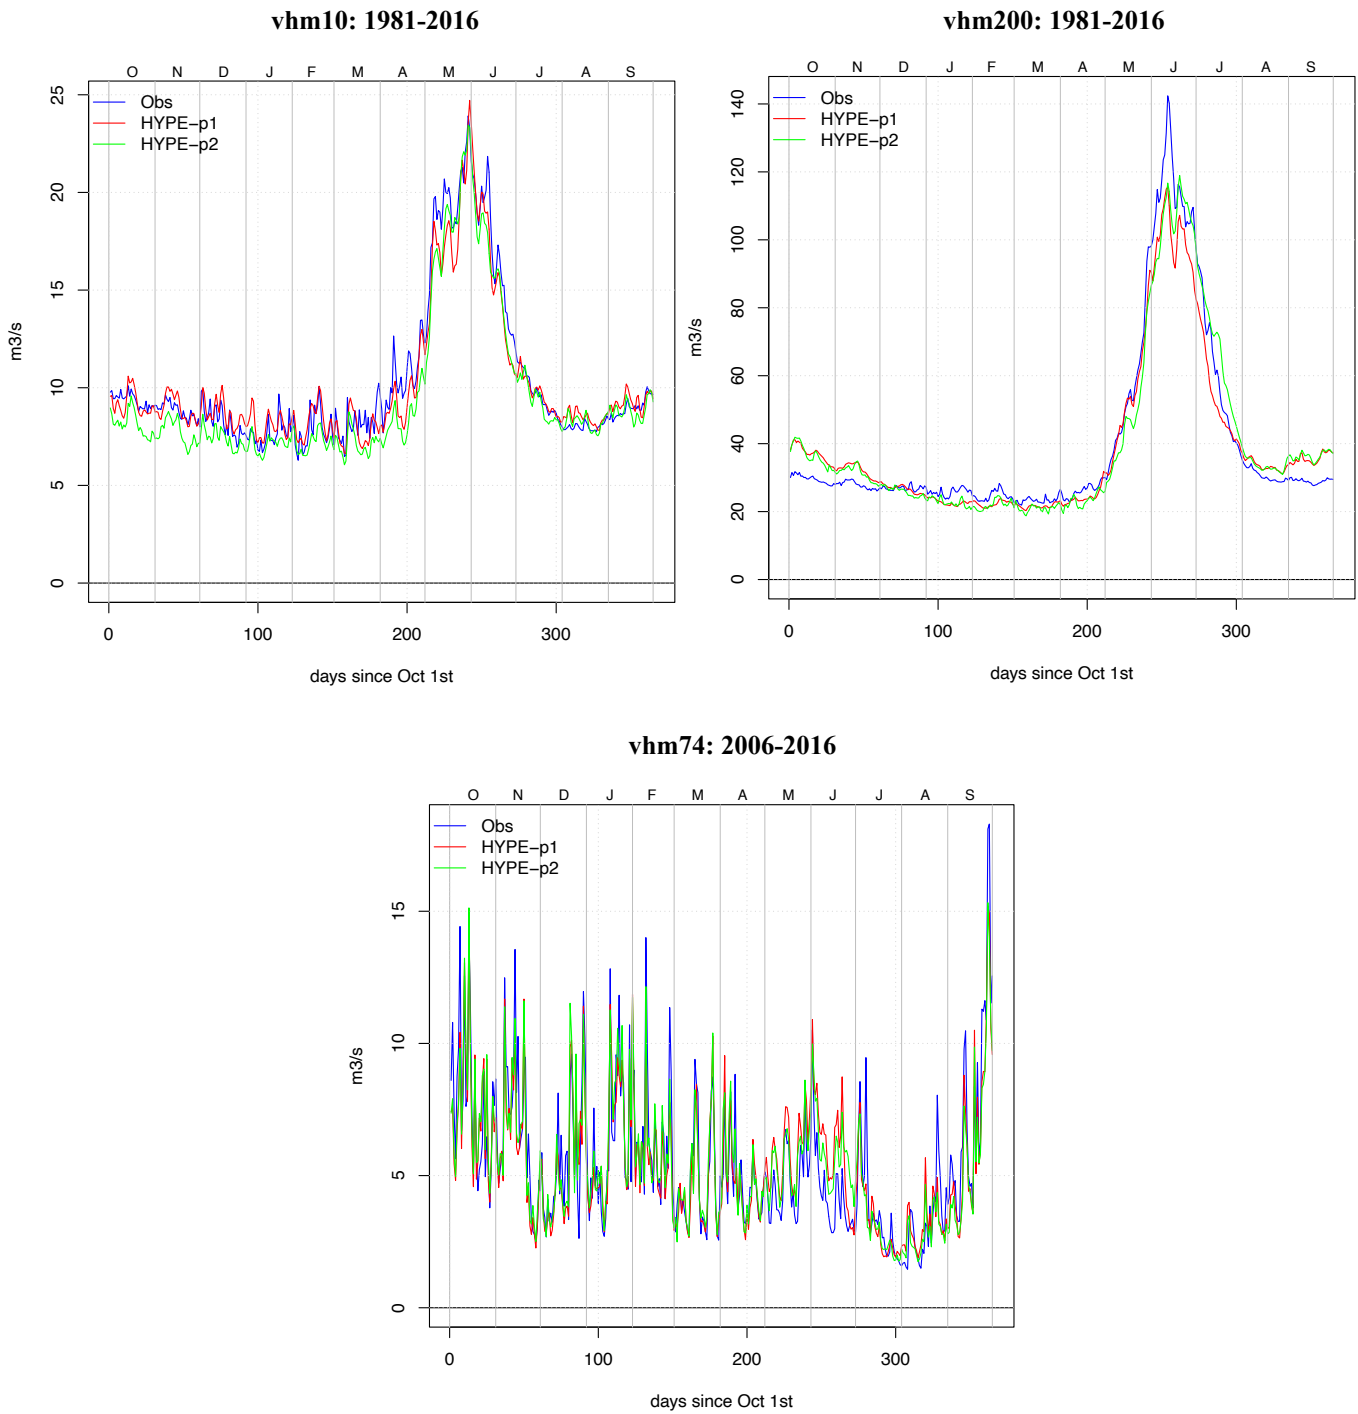 vhm10: 1981-2016
O N D J F M A M J J A S
Obs
HYPE−p1
HYPE−p2
m3/s
0 5 10 15 20 25
0 100 200 300
days since Oct 1st
vhm200: 1981-2016
O N D J F M A M J J A S
Obs
HYPE−p1
HYPE−p2
m3/s
0 20 40 60 80 100 120 140
0 100 200 300
days since Oct 1st
vhm74: 2006-2016
O N D J F M A M J J A S
Obs
HYPE−p1
HYPE−p2
m3/s
0 5 10 15
0 100 200 300
days since Oct 1st